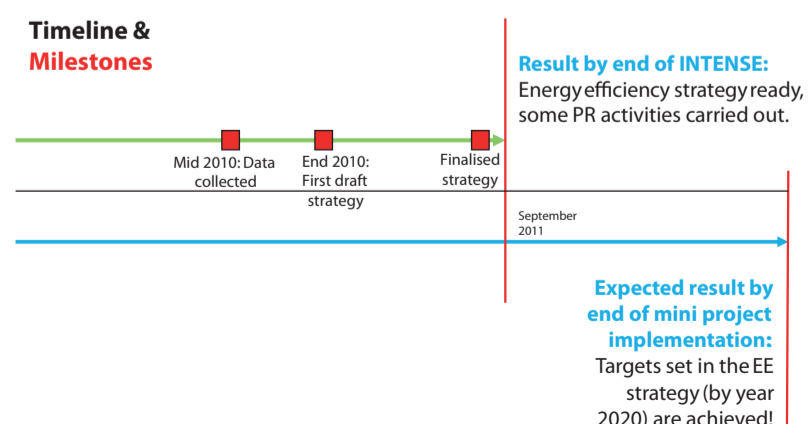 Timeline &
Milestones
Result by end of INTENSE:
Energy efficiency strategy ready,
some PR activities carried out.
Mid 2010: Data
collected
End 2010:
First draft
strategy
Finalised
strategy
September
2011
Expected result by
end of mini project
implementation:
Targets set in the EE
strategy (by year
2020) are achieved!